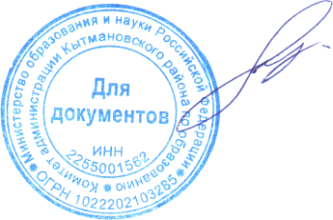 Министерство образования и науки Российской Федерации
Комитет администрации Кытмановского района по образованию
ОГРН 1022202103285
Для
документов
ИНН
2255001562